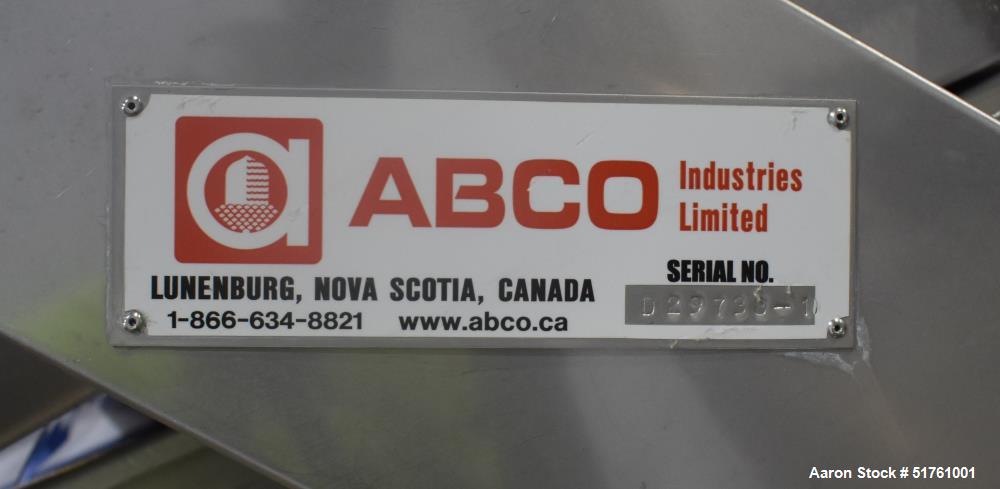 ABCO Industries
Limited
SERIAL NO.
LUNENBURG, NOVA SCOTIA, CANADA
1-866-634-8821 www.abco.ca
Aaron Stock # 51761001